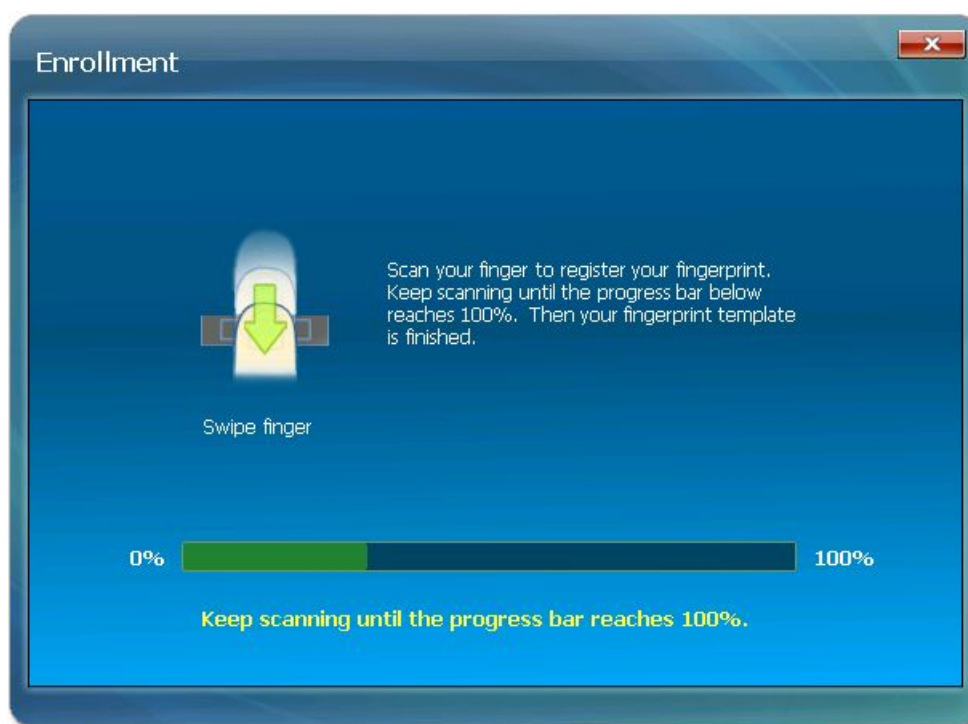 Enrollment
Scan your finger to register your fingerprint.
Keep scanning until the progress bar below
reaches 100%. Then your fingerprint template
is finished.
Swipe finger
0%
100%
Keep scanning until the progress bar reaches 100%.